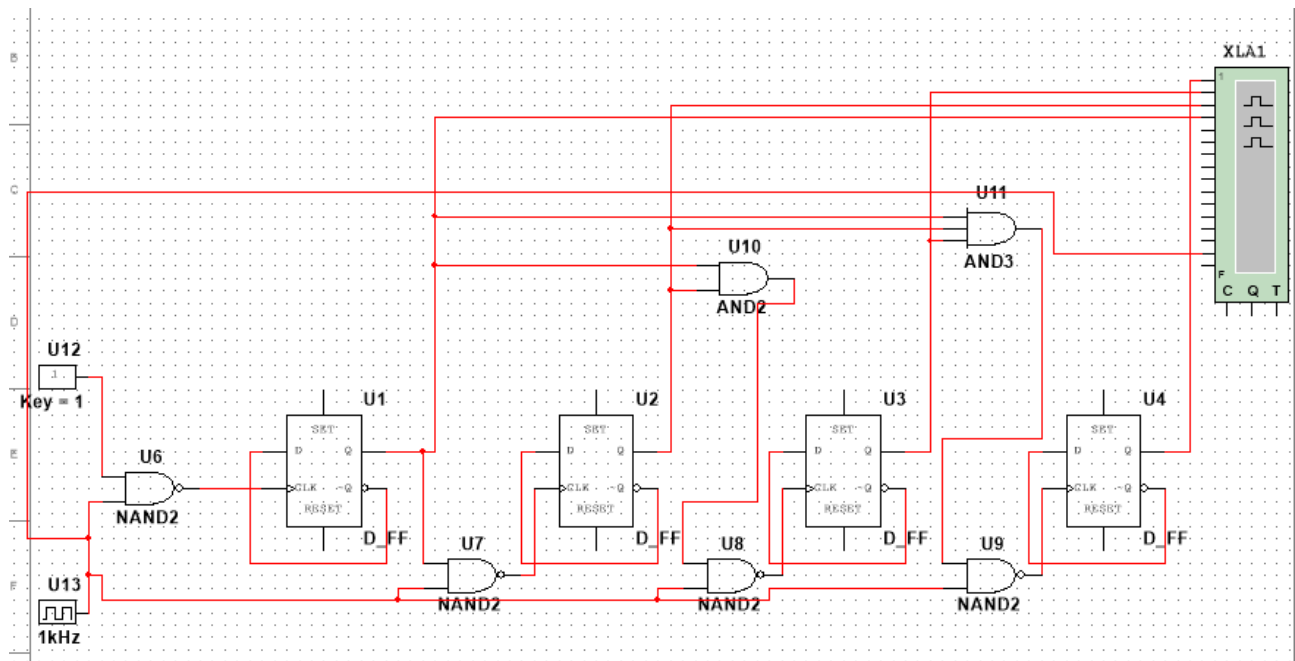 XLA1
1
F
C Q T
B
C
D
E
F
U11
AND3
U10
AND2
U12
1
Key = 1
U6
NAND2
U13
1kHz
U1
SET
D Q
CLK ~Q
RESET
D_FF
U2
SET
D Q
CLK ~Q
RESET
D_FF
U3
SET
D Q
CLK ~Q
RESET
D_FF
U4
SET
D Q
CLK ~Q
RESET
D_FF
U7
NAND2
U8
NAND2
U9
NAND2